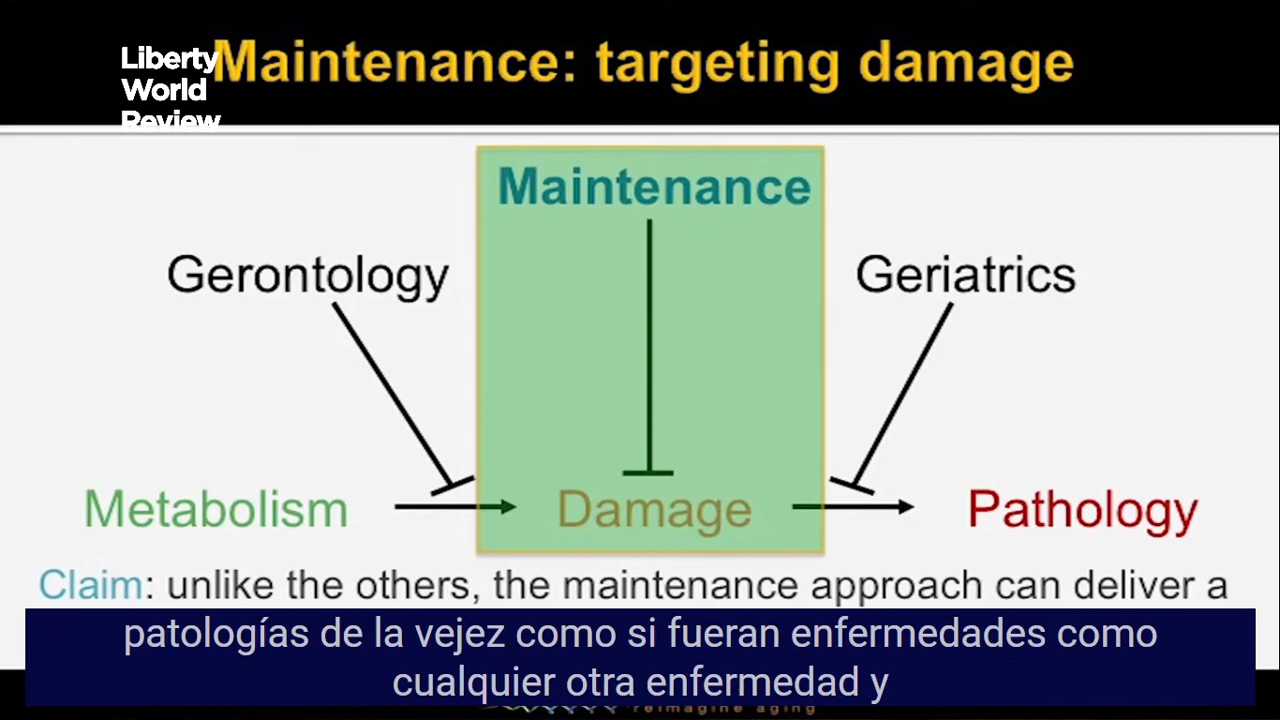 Maintenance: targeting damage
Liberty
World
Review
Maintenance
Gerontology
Geriatrics
Metabolism
Damage
Pathology
Claim: unlike the others, the maintenance approach can deliver a
patologías de la vejez como si fueran enfermedades como
cualquier otra enfermedad y
reimagine aging